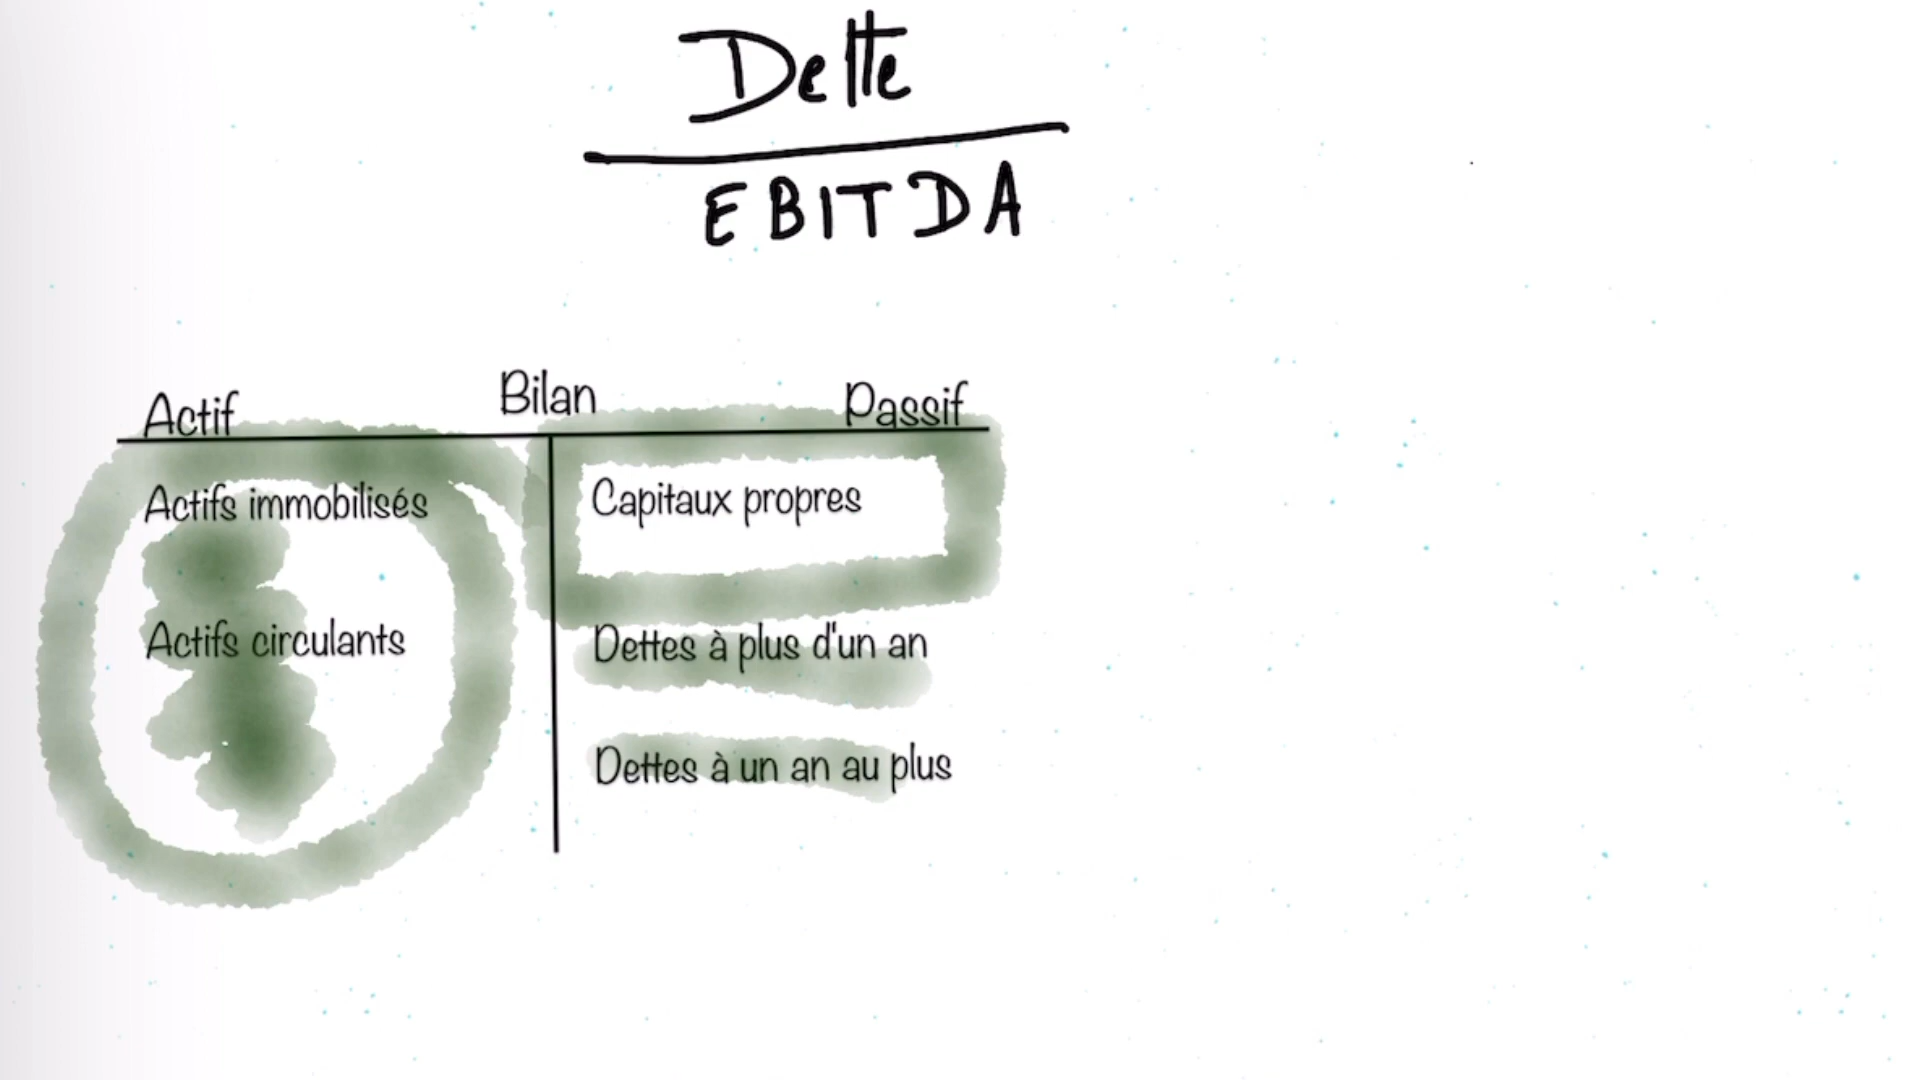 Dette
EBITDA
Bilan
Actif
Passif
Actifs immobilisés
Capitaux propres
Actifs circulants
Dettes à plus d'un an
Dettes à un an au plus